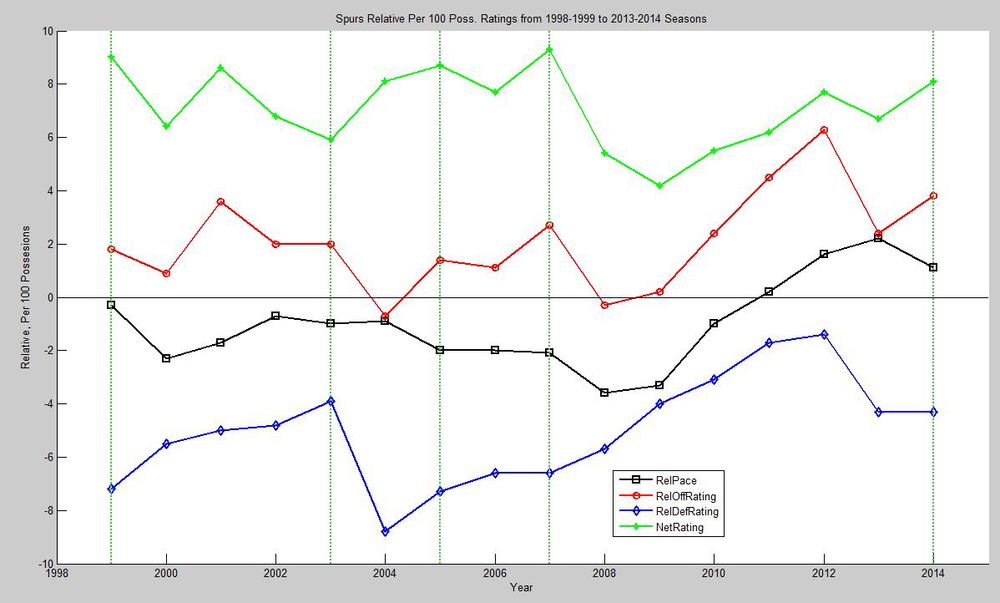 Spurs Relative Per 100 Poss. Ratings from 1998-1999 to 2013-2014 Seasons
10
8
6
4
2
0
-2
-4
-6
-8
-10
Relative, Per 100 Possessions
RelPace
RelOffRating
RelDefRating
NetRating
1998 2000 2002 2004 2006 2008 2010 2012 2014
Year